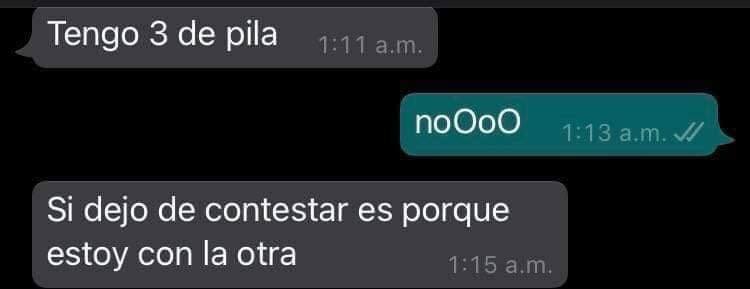 Tengo 3 de pila
1:11 a.m.
noOoO
1:13 a.m.
Si dejo de contestar es porque
estoy con la otra
1:15 a.m.